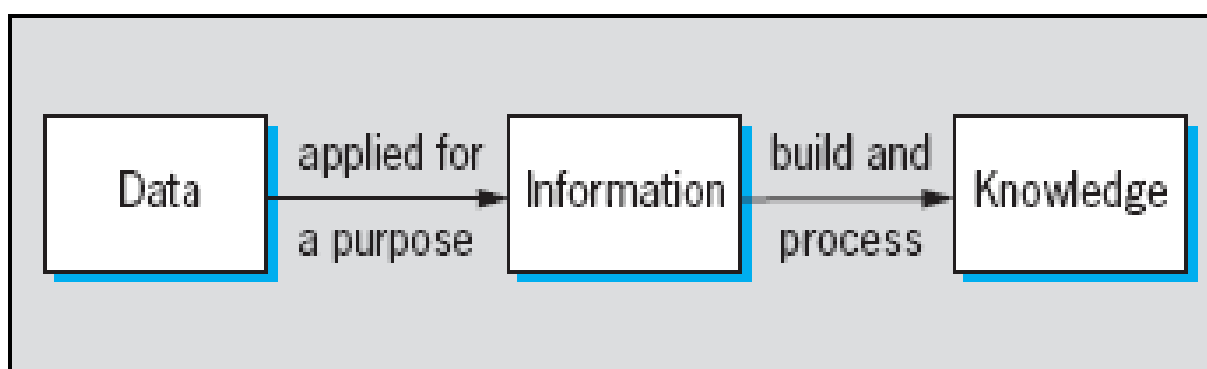 Data
applied for
a purpose
Information
build and
process
Knowledge